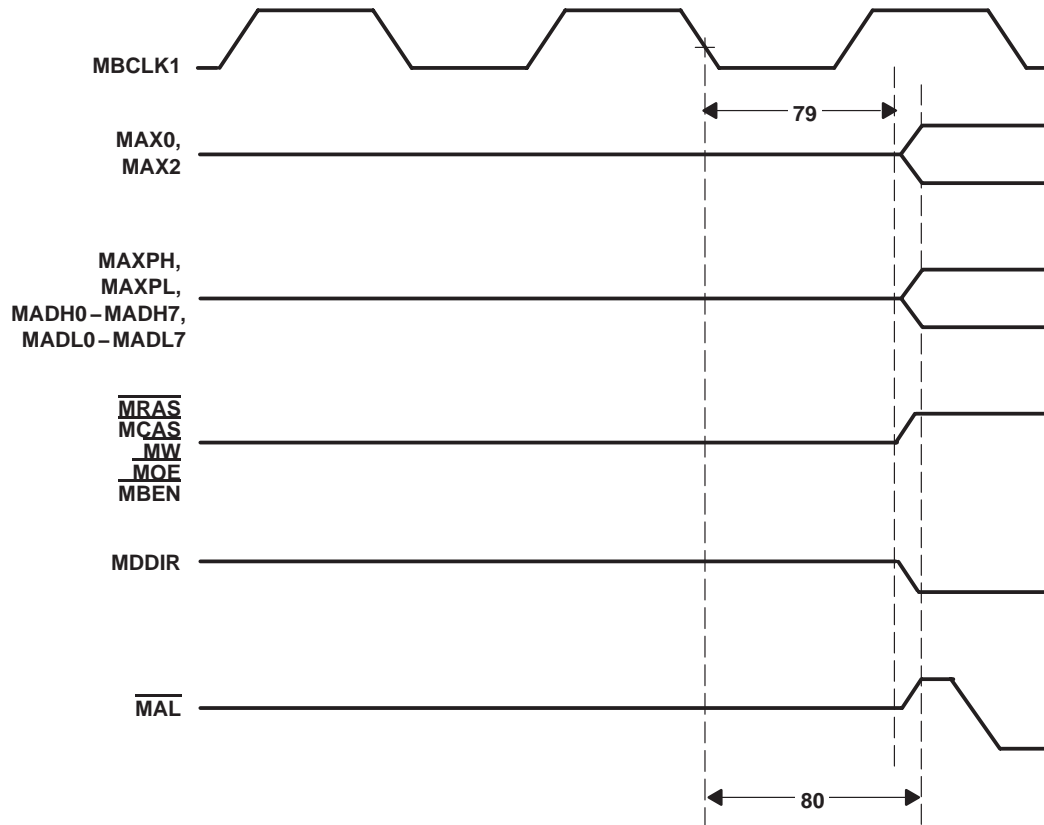 MBCLK1
79
MAX0,
MAX2
MAXPH,
MAXPL,
MADH0–MADH7,
MADL0–MADL7
MRAS
MCAS
MW
MOE
MBEN
MDDIR
MAL
80